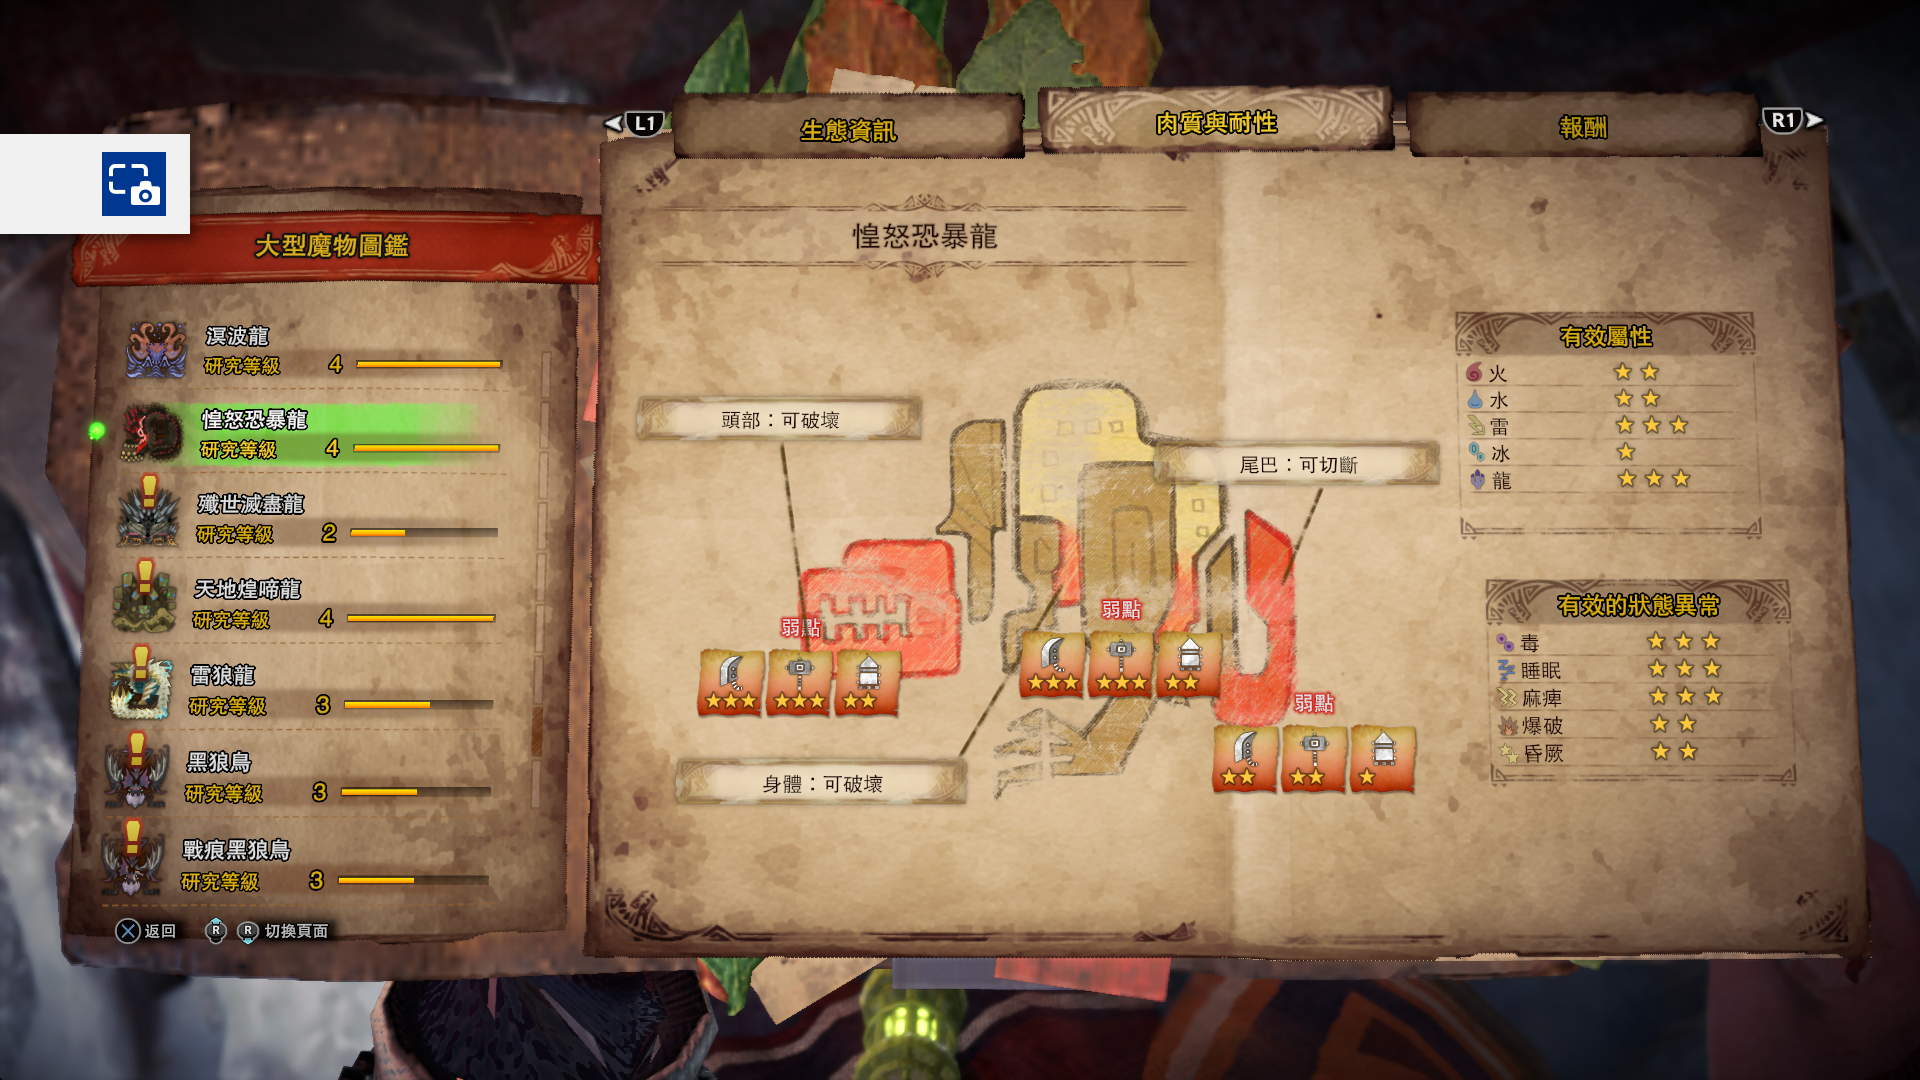 L1
生態資訊
肉質與耐性
報酬
R1
大型魔物圖鑑
溟波龍
研究等級 4
惶怒恐暴龍
研究等級 4
殲世滅盡龍
研究等級 2
天地煌啼龍
研究等級 4
雷狼龍
研究等級 3
黑狼鳥
研究等級 3
戰痕黑狼鳥
研究等級 3
返回 R R 切換頁面
惶怒恐暴龍
頭部：可破壞
尾巴：可切斷
弱點
弱點
弱點
身體：可破壞
有效屬性
火 ★★
水 ★★
雷 ★★★
冰 ★
龍 ★★★
有效的狀態異常
毒 ★★★
睡眠 ★★★
麻痺 ★★★
爆破 ★★
昏厥 ★★